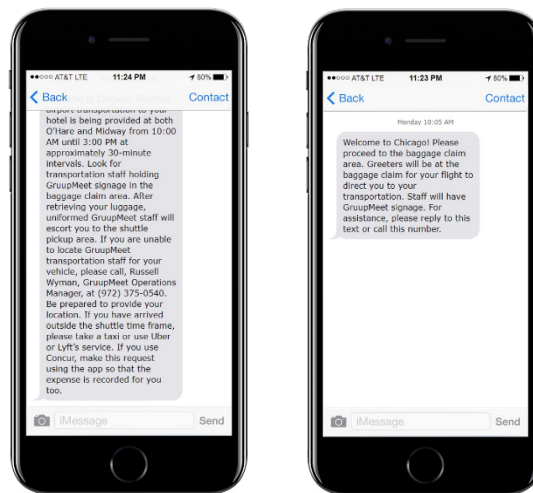 AT&T LTE 11:24 PM 80%
Back Contact
airport transportation to your
hotel is being provided at both
O'Hare and Midway from 10:00
AM until 3:00 PM at
approximately 30-minute
intervals. Look for
transportation staff holding
GruupMeet signage in the
baggage claim area. After
retrieving your luggage,
uniformed GruupMeet staff will
escort you to the shuttle
pickup area. If you are unable
to locate GruupMeet
transportation staff for your
vehicle, please call, Russell
Wyman, GruupMeet Operations
Manager, at (972) 375-0540.
Be prepared to provide your
location. If you have arrived
outside the shuttle time frame,
please take a taxi or use Uber
or Lyft's service. If you use
Concur, make this request
using the app so that the
expense is recorded for you
too.
iMessage Send
AT&T LTE 11:23 PM 80%
Back Contact
Monday 10:05 AM
Welcome to Chicago! Please
proceed to the baggage claim
area. Greeters will be at the
baggage claim for your flight to
direct you to your
transportation. Staff will have
GruupMeet signage. For
assistance, please reply to this
text or call this number.
iMessage Send